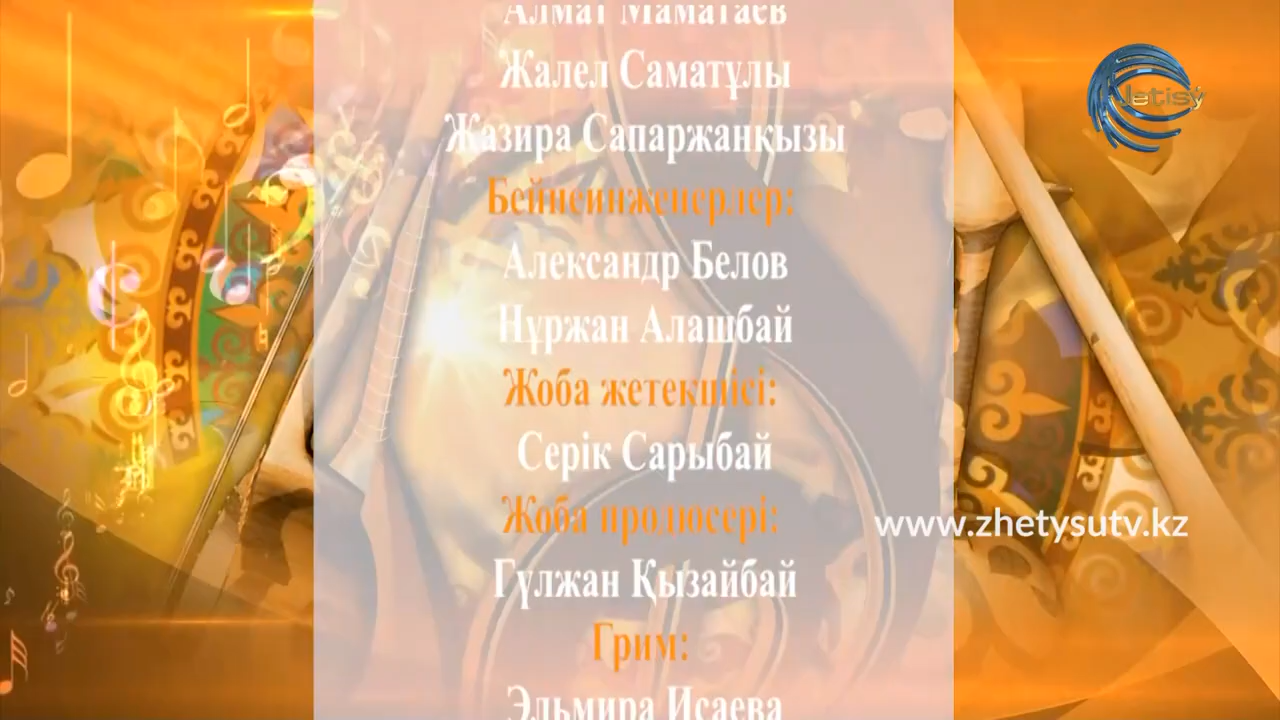 Алмат Маматаев
Жалел Саматұлы
Жазира Сапаржанқызы
Бейнеинженерлер:
Александр Белов
Нұржан Алашбай
Жоба жетекшісі:
Серік Сарыбай
Жоба продюсері:
Гүлжан Қызайбай
Грим:
Эльмира Исаева
Jetisý
www.zhetysutv.kz